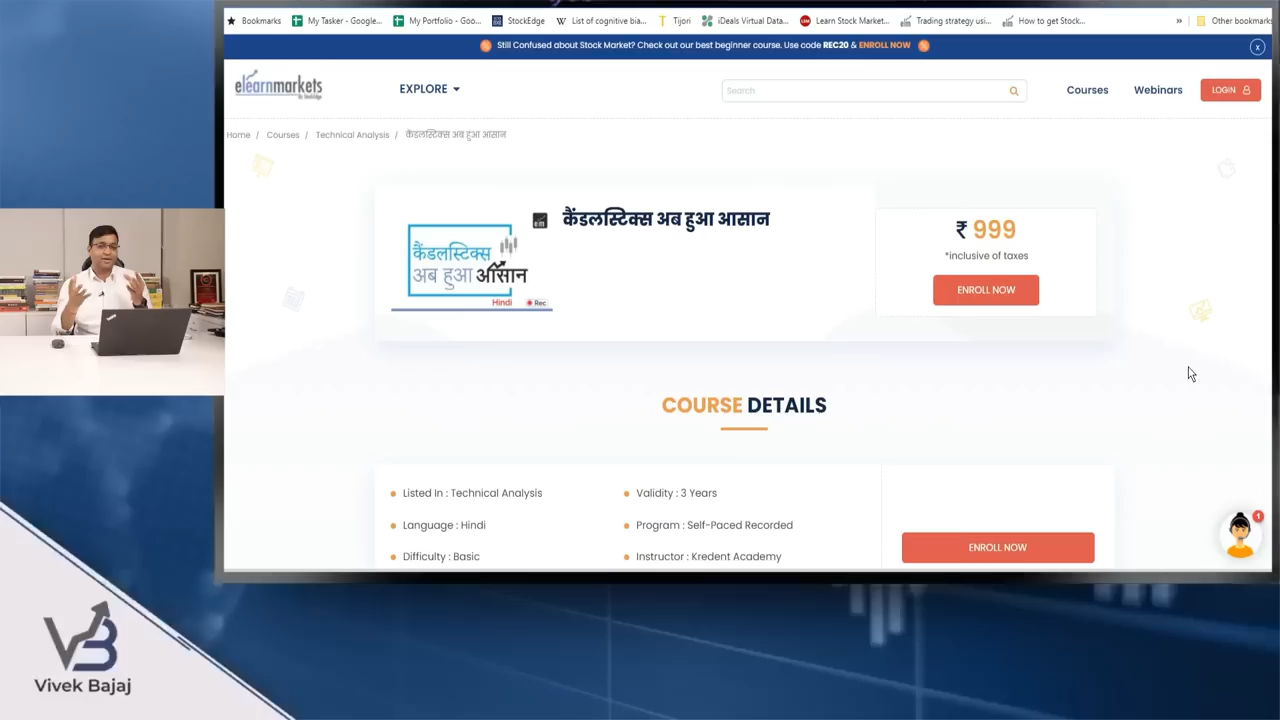 Bookmarks
My Tasker - Google...
My Portfolio - Goo...
StockEdge
W List of cognitive bia...
Tijori
iDeals Virtual Data...
Learn Stock Market...
Trading strategy usi...
How to get Stock...
»
Other bookmarks
Still Confused about Stock Market? Check out our best beginner course. Use code REC20 & ENROLL NOW
x
elearnmarkets
By StockEdge
EXPLORE
Search
Courses
Webinars
LOGIN
Home / Courses / Technical Analysis / कैंडलस्टिक्स अब हुआ आसान
कैंडलस्टिक्स
अब हुआ आसान
Hindi
Rec
कैंडलस्टिक्स अब हुआ आसान
₹ 999
*inclusive of taxes
ENROLL NOW
COURSE DETAILS
Listed In : Technical Analysis
Validity : 3 Years
Language : Hindi
Program : Self-Paced Recorded
Difficulty : Basic
Instructor : Kredent Academy
ENROLL NOW
1
VB
Vivek Bajaj